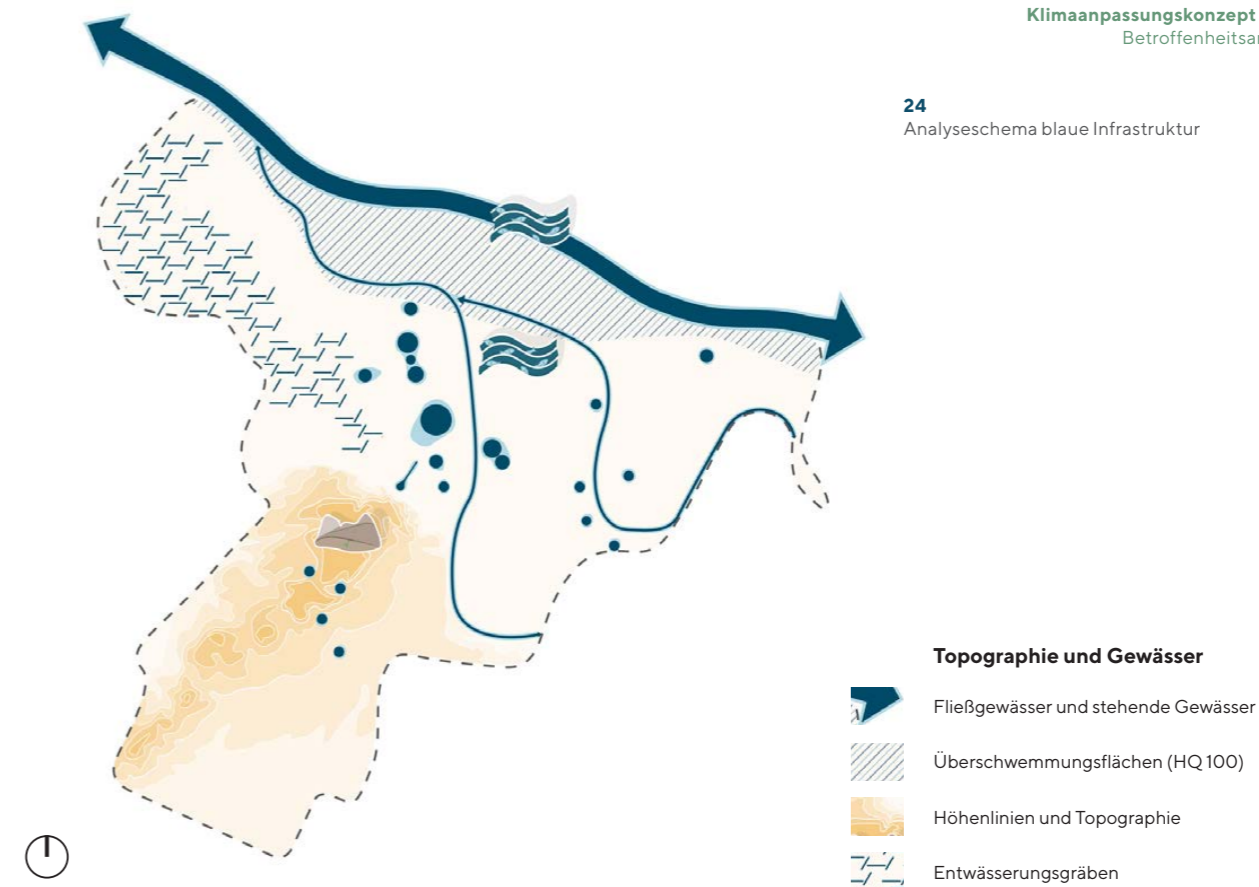 Klimaanpassungskonzept
24
Analyseschema blaue Infrastruktur
Topographie und Gewässer
Fließgewässer und stehende Gewässer
Überschwemmungsflächen (HQ 100)
Höhenlinien und Topographie
Entwässerungsgräben